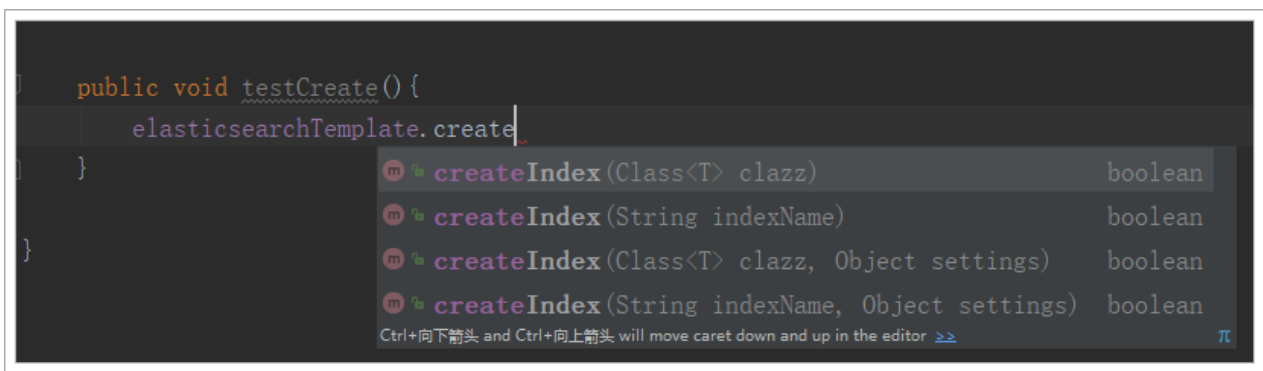 public void testCreate(){
elasticsearchTemplate.create
}
createIndex(Class<T> clazz) boolean
createIndex(String indexName) boolean
}
createIndex(Class<T> clazz, Object settings) boolean
createIndex(String indexName, Object settings) boolean
Ctrl+向下箭头 and Ctrl+向上箭头 will move caret down and up in the editor >> π